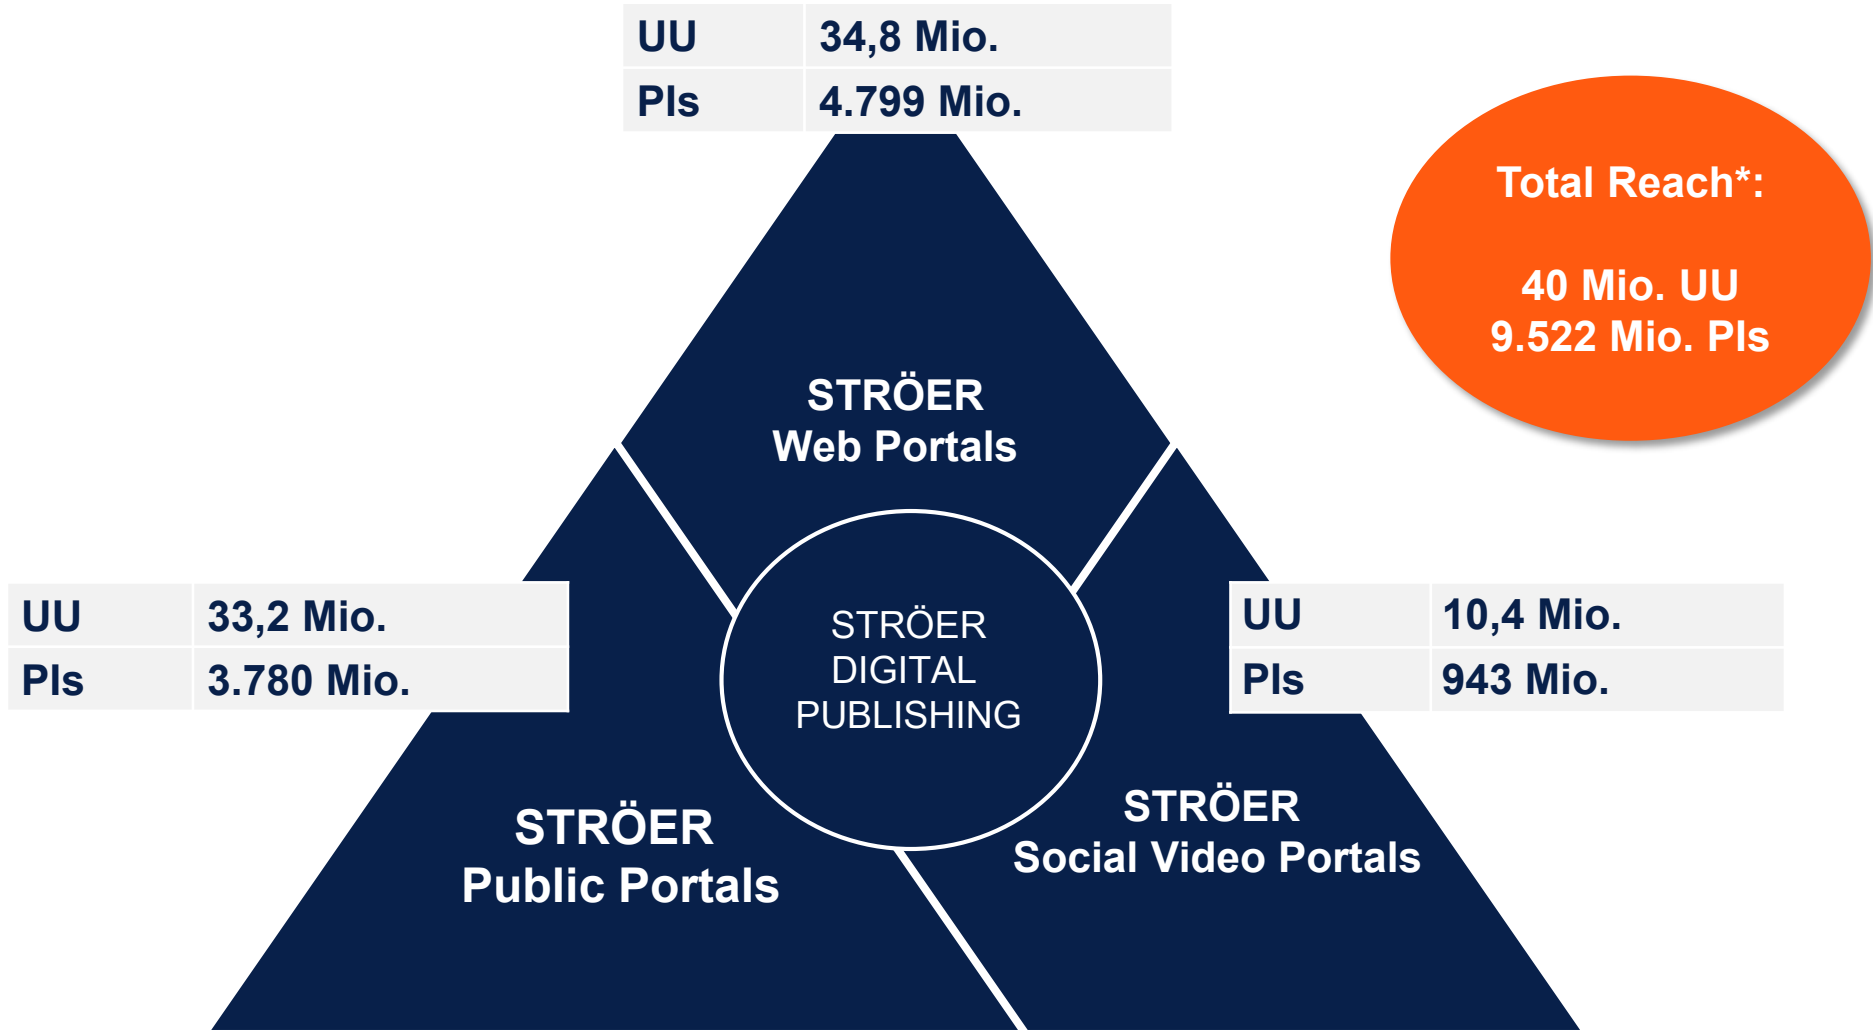 UU 34,8 Mio.
PIs 4.799 Mio.
Total Reach*:
40 Mio. UU
9.522 Mio. PIs
STRÖER
Web Portals
UU 33,2 Mio.
PIs 3.780 Mio.
STRÖER
DIGITAL
PUBLISHING
UU 10,4 Mio.
PIs 943 Mio.
STRÖER
Public Portals
STRÖER
Social Video Portals